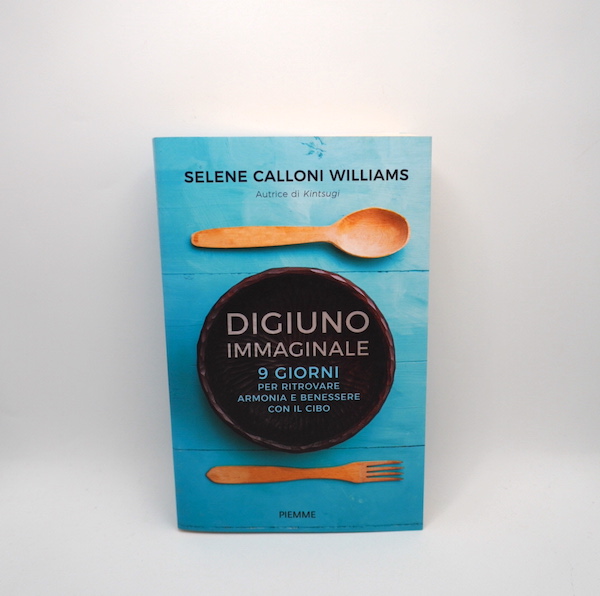 SELENE CALLONI WILLIAMS
Autrice di Kintsugi
DIGIUNO
IMMAGINALE
9 GIORNI
PER RITROVARE
ARMONIA E BENESSERE
CON IL CIBO
PIEMME